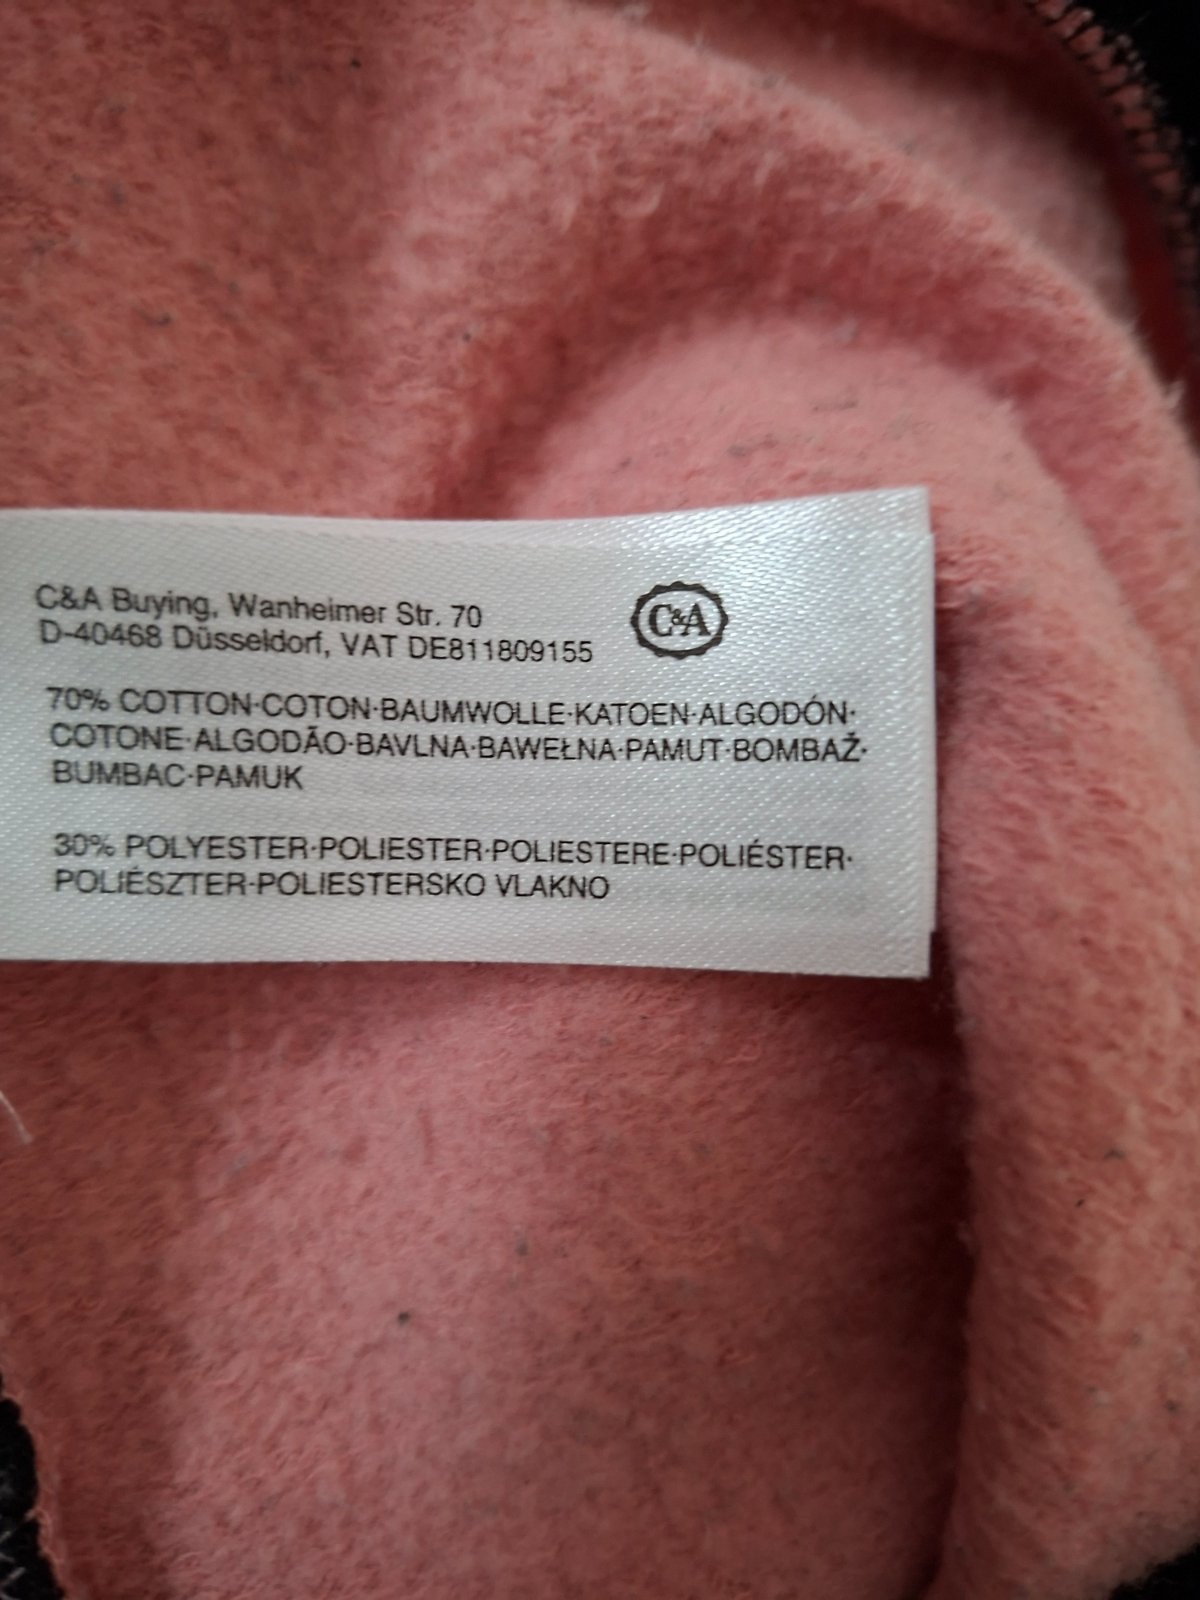 C&A Buying, Wanheimer Str. 70
D-40468 Düsseldorf, VAT DE811809155
C&A
70% COTTON·COTON·BAUMWOLLE·KATOEN·ALGODÓN·
COTONE·ALGODÃO·BAVLNA·BAWEŁNA·PAMUT·BOMBAŽ·
BUMBAC·PAMUK
30% POLYESTER·POLIESTER·POLIESTERE·POLIÉSTER·
POLIÉSZTER·POLIESTERSKO VLAKNO